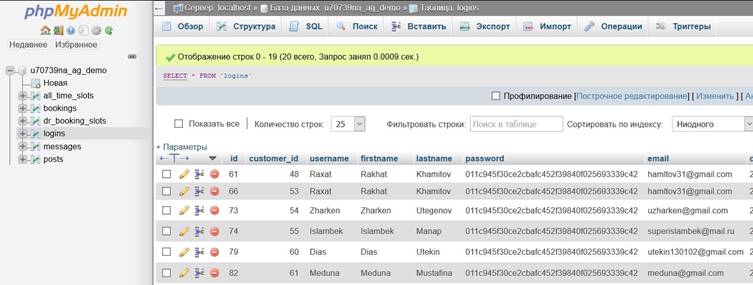 phpMyAdmin
Недавнее Избранное
u70739na_ag_demo
Новая
all_time_slots
bookings
dr_booking_slots
logins
messages
posts
Сервер: localhost » База данных: u70739na_ag_demo » Таблица: logins
Обзор Структура SQL Поиск Вставить Экспорт Импорт Операции Триггеры
Отображение строк 0 - 19 (20 всего, Запрос занял 0.0009 сек.)
SELECT * FROM `logins`
Профилирование [Построчное редактирование] [ Изменить ] [
Показать все Количество строк: 25 Фильтровать строки: Поиск в таблице Сортировать по индексу: Ниодного
+ Параметры
←T→ id customer_id username firstname lastname password email
61 48 Raxat Rakhat Khamitov 011c945f30ce2cbafc452f39840f025693339c42 hamitov31@gmail.com
66 53 Raxat Rakhat Khamitov 011c945f30ce2cbafc452f39840f025693339c42 hamitov31@gmail.com
73 54 Zharken Zharken Utegenov 011c945f30ce2cbafc452f39840f025693339c42 uzharken@gmail.com
74 55 Islambek Islambek Manap 011c945f30ce2cbafc452f39840f025693339c42 superislambek@mail.ru
79 60 Dias Dias Utekin 011c945f30ce2cbafc452f39840f025693339c42 utekin130102@gmail.com
82 61 Meduna Meduna Mustafina 011c945f30ce2cbafc452f39840f025693339c42 meduna@gmail.com